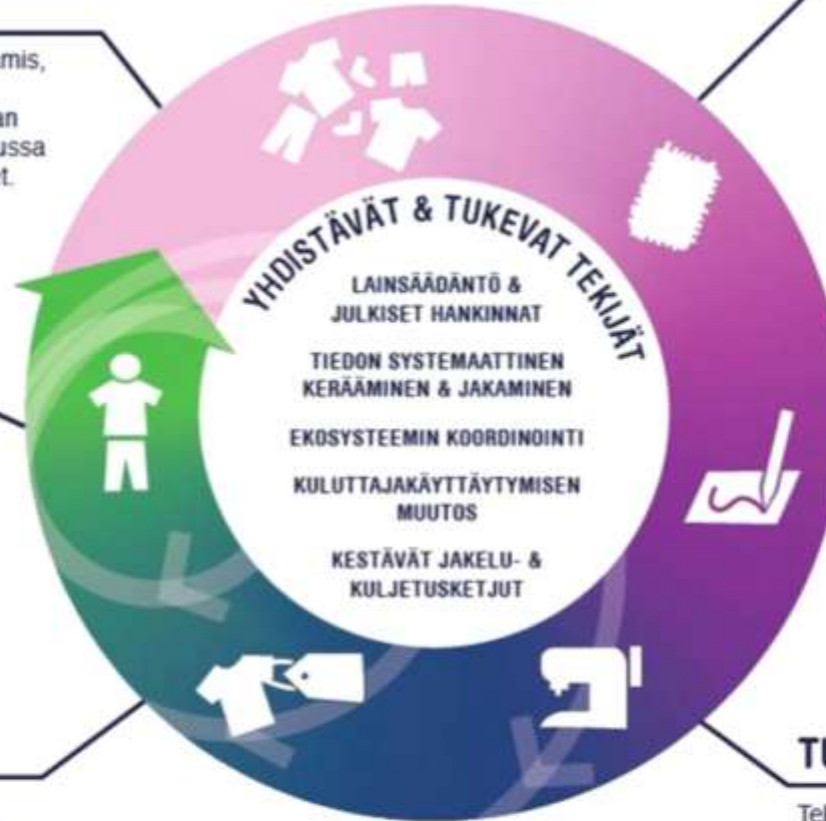 YHDISTÄVÄT & TUKEVAT TEKIJÄT
LAINSÄÄDÄNTÖ &
JULKISET HANKINNAT
TIEDON SYSTEMAATTINEN
KERÄÄMINEN & JAKAMINEN
EKOSYSTEEMIN KOORDINOINTI
KULUTTAJAKÄYTTÄYTYMISEN
MUUTOS
KESTÄVÄT JAKELU- &
KULJETUSKETJUT